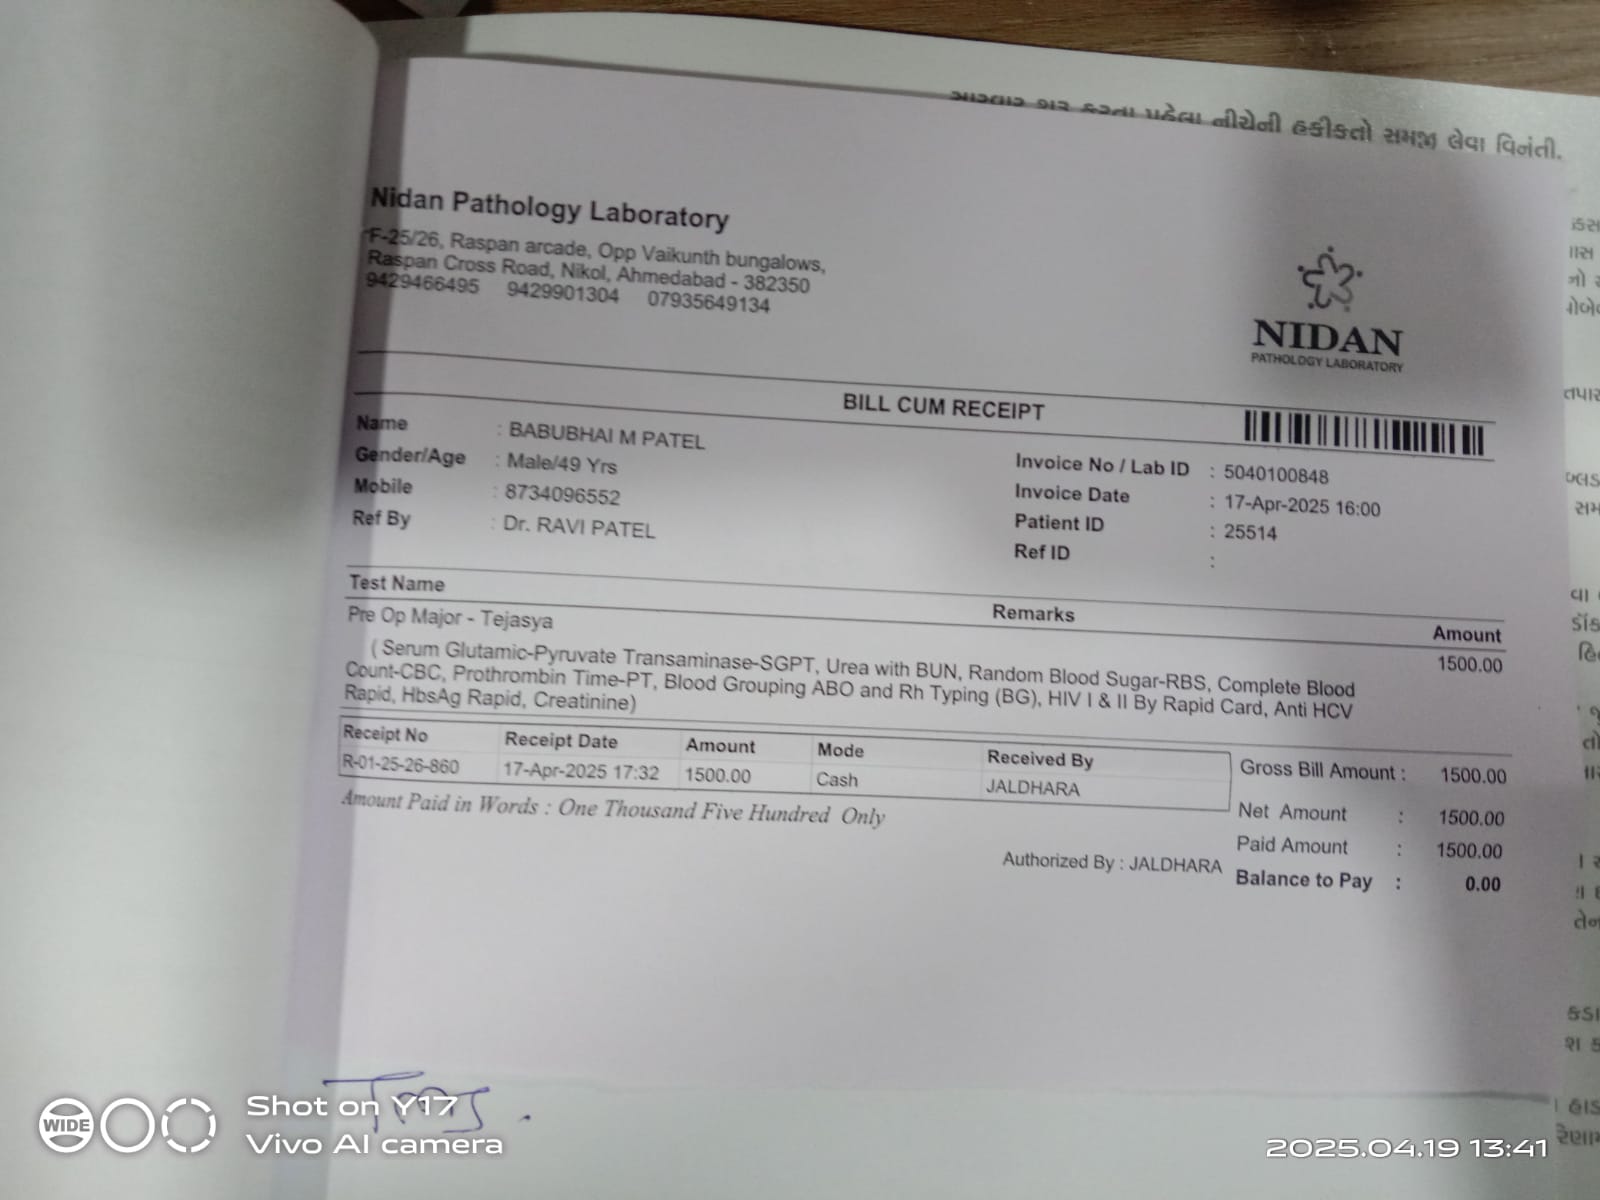 કરતા પહેલા નીચેની હકીકતો સમજી લેવા વિનંતી.
Nidan Pathology Laboratory
F-25/26, Raspan arcade, Opp Vaikunth bungalows,
Raspan Cross Road, Nikol, Ahmedabad - 382350
9429466495 9429901304 07935649134
NIDAN
PATHOLOGY LABORATORY
BILL CUM RECEIPT
Name : BABUBHAI M PATEL
Gender/Age : Male/49 Yrs
Mobile : 8734096552
Ref By : Dr. RAVI PATEL
Invoice No / Lab ID : 5040100848
Invoice Date : 17-Apr-2025 16:00
Patient ID : 25514
Ref ID :
Test Name Remarks Amount
Pre Op Major - Tejasya 1500.00
( Serum Glutamic-Pyruvate Transaminase-SGPT, Urea with BUN, Random Blood Sugar-RBS, Complete Blood
Count-CBC, Prothrombin Time-PT, Blood Grouping ABO and Rh Typing (BG), HIV I & II By Rapid Card, Anti HCV
Rapid, HbsAg Rapid, Creatinine)
Receipt No Receipt Date Amount Mode Received By
R-01-25-26-860 17-Apr-2025 17:32 1500.00 Cash JALDHARA
Gross Bill Amount : 1500.00
Net Amount : 1500.00
Paid Amount : 1500.00
Balance to Pay : 0.00
Amount Paid in Words : One Thousand Five Hundred Only
Authorized By : JALDHARA
WIDE
Shot on Y17
Vivo AI camera
2025.04.19 13:41